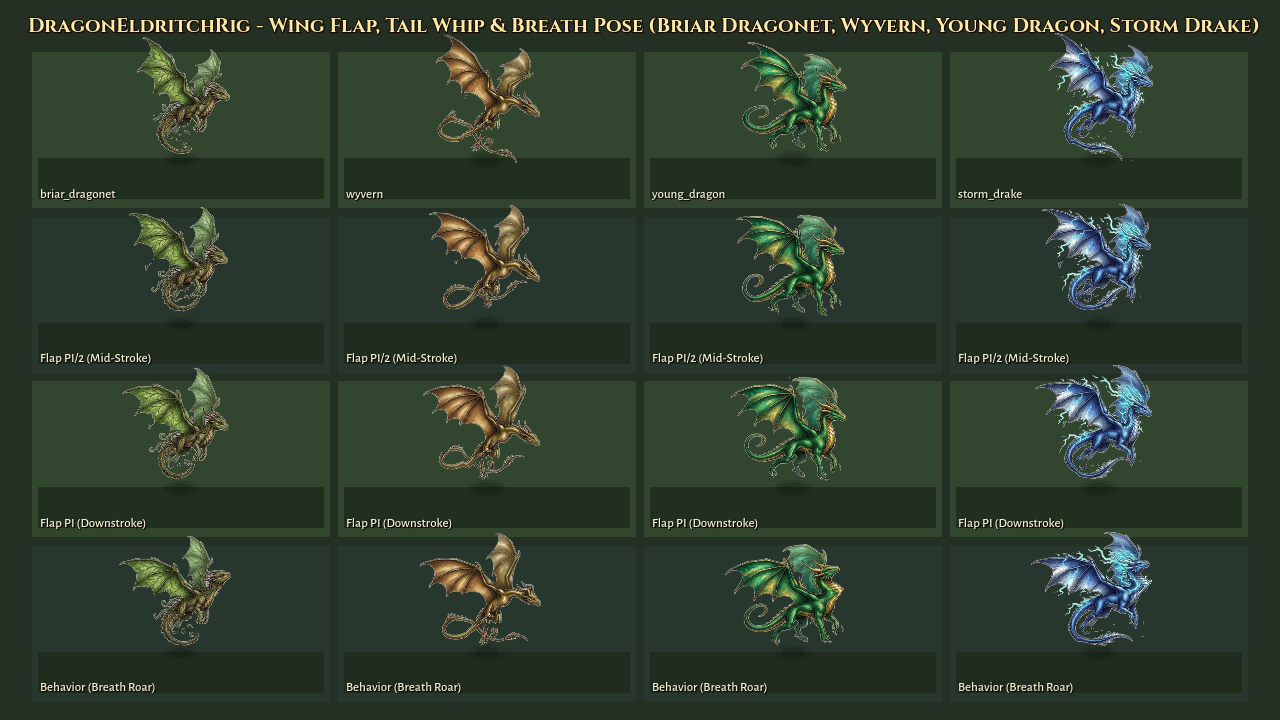 DragonEldritchRig - Wing Flap, Tail Whip & Breath Pose (Briar Dragonet, Wyvern, Young Dragon, Storm Drake)
briar_dragonet wyvern young_dragon storm_drake
Flap PI/2 (Mid-Stroke) Flap PI/2 (Mid-Stroke) Flap PI/2 (Mid-Stroke) Flap PI/2 (Mid-Stroke)
Flap PI (Downstroke) Flap PI (Downstroke) Flap PI (Downstroke) Flap PI (Downstroke)
Behavior (Breath Roar) Behavior (Breath Roar) Behavior (Breath Roar) Behavior (Breath Roar)